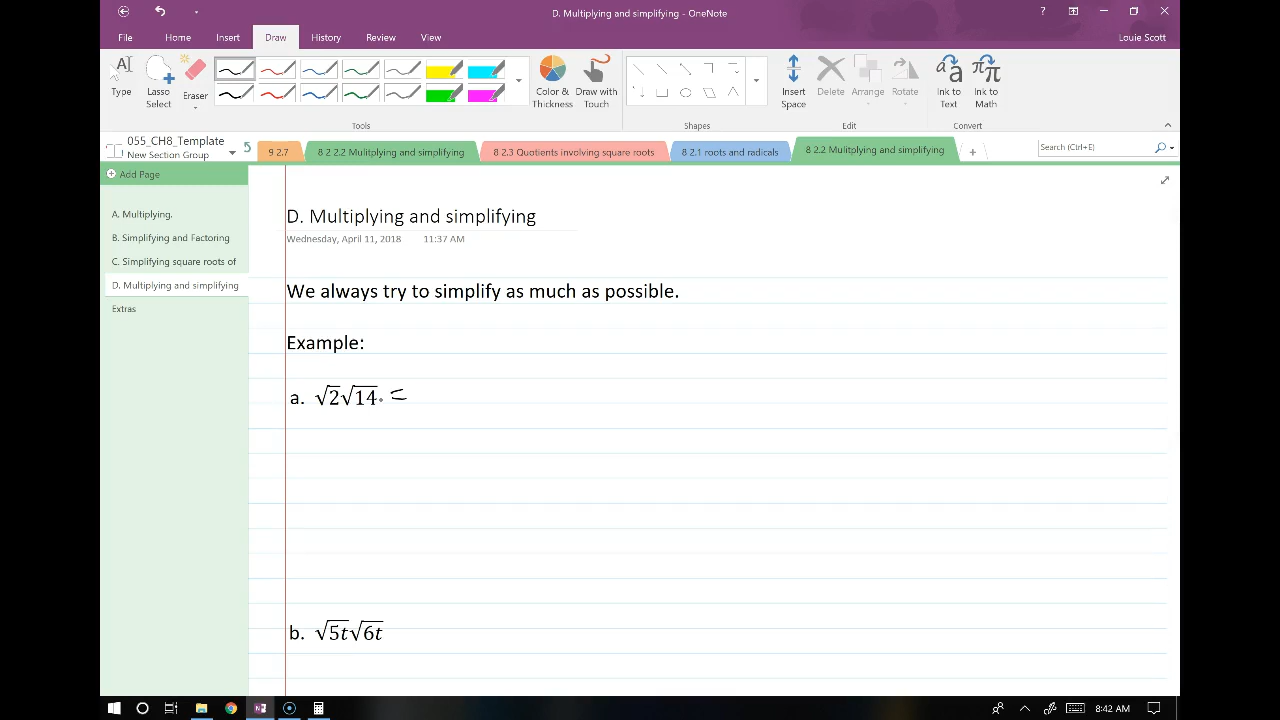 D. Multiplying and simplifying - OneNote
?
File Home Insert Draw History Review View
Louie Scott
Type
Lasso Select
Eraser
Color & Thickness
Draw with Touch
Insert Space
Delete
Arrange
Rotate
Ink to Text
Ink to Math
Tools Shapes Edit Convert
055_CH8_Template
New Section Group
9 2.7
8 2.2.2 Mulitplying and simplifying
8 2.3 Quotients involving square roots
8 2.1 roots and radicals
8 2.2 Mulitplying and simplifying
+
Search (Ctrl+E)
Add Page
A. Multiplying.
B. Simplifying and Factoring
C. Simplifying square roots of
D. Multiplying and simplifying
Extras
D. Multiplying and simplifying
Wednesday, April 11, 2018 11:37 AM
We always try to simplify as much as possible.
Example:
a. √2√14 =
b. √5t√6t
8:42 AM